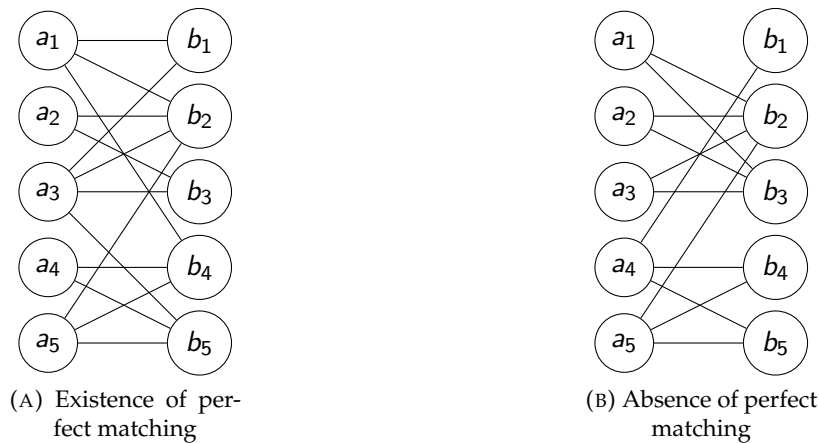 a1 b1 a1 b1
a2 b2 a2 b2
a3 b3 a3 b3
a4 b4 a4 b4
a5 b5 a5 b5
(A) Existence of per-
fect matching
(B) Absence of perfect
matching